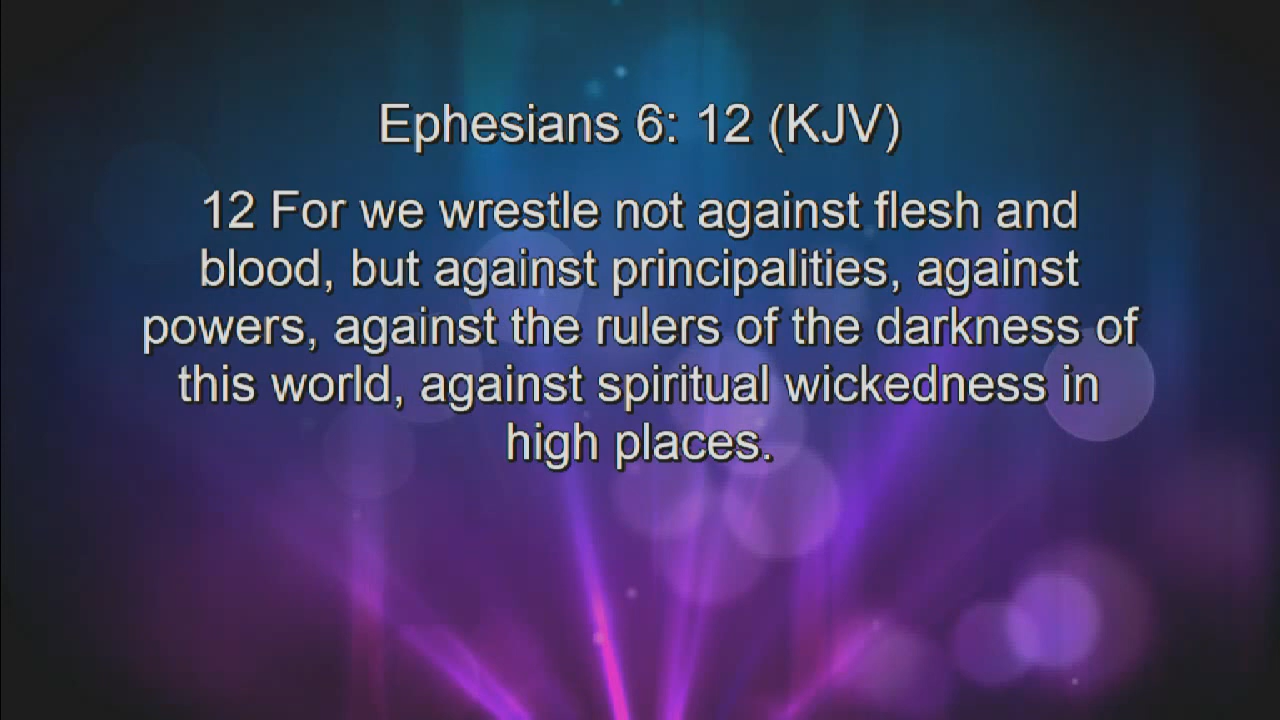 Ephesians 6: 12 (KJV)
12 For we wrestle not against flesh and
blood, but against principalities, against
powers, against the rulers of the darkness of
this world, against spiritual wickedness in
high places.